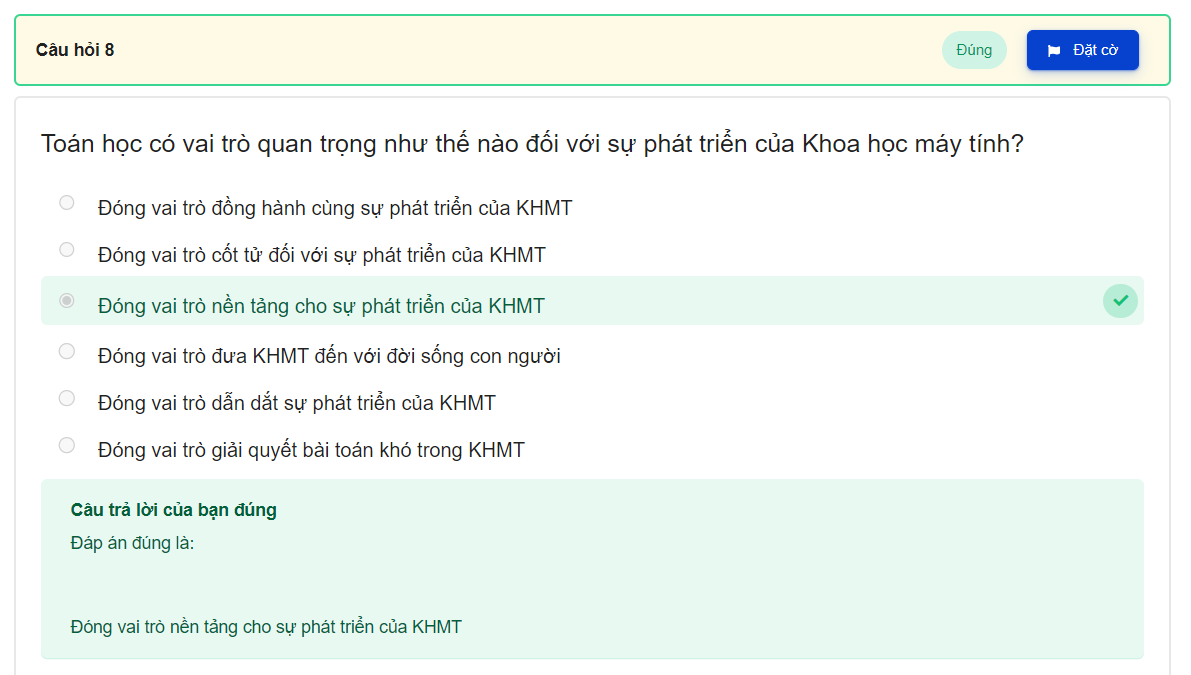 Câu hỏi 8
Đúng
Đặt cờ
Toán học có vai trò quan trọng như thế nào đối với sự phát triển của Khoa học máy tính?
Đóng vai trò đồng hành cùng sự phát triển của KHMT
Đóng vai trò cốt tử đối với sự phát triển của KHMT
Đóng vai trò nền tảng cho sự phát triển của KHMT
Đóng vai trò đưa KHMT đến với đời sống con người
Đóng vai trò dẫn dắt sự phát triển của KHMT
Đóng vai trò giải quyết bài toán khó trong KHMT
Câu trả lời của bạn đúng
Đáp án đúng là:
Đóng vai trò nền tảng cho sự phát triển của KHMT